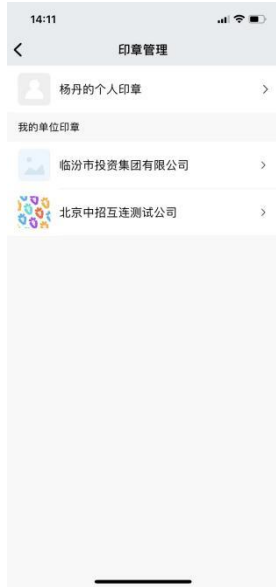 14:11
印章管理
杨丹的个人印章
我的单位印章
临汾市投资集团有限公司
北京中招互连测试公司